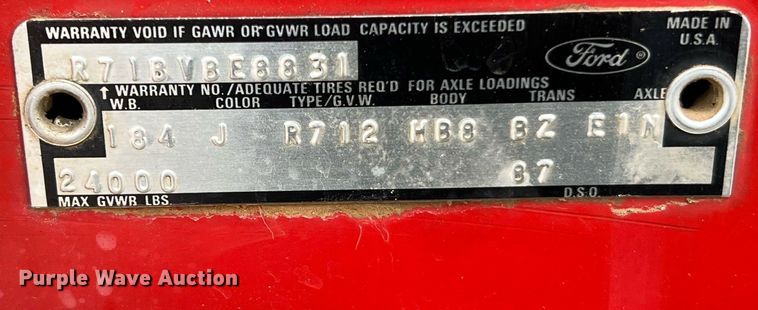 WARRANTY VOID IF GAWR OR GVWR LOAD CAPACITY IS EXCEEDED
MADE IN
U.S.A.
Ford
R71BVBE8831
↑ WARRANTY NO./ADEQUATE TIRES REQ'D FOR AXLE LOADINGS
W.B. COLOR TYPE/G.V.W. BODY TRANS AXLE
184 J R712 MB8 BZ E1N
24000 87
MAX GVWR LBS. D.S.O.
Purple Wave Auction